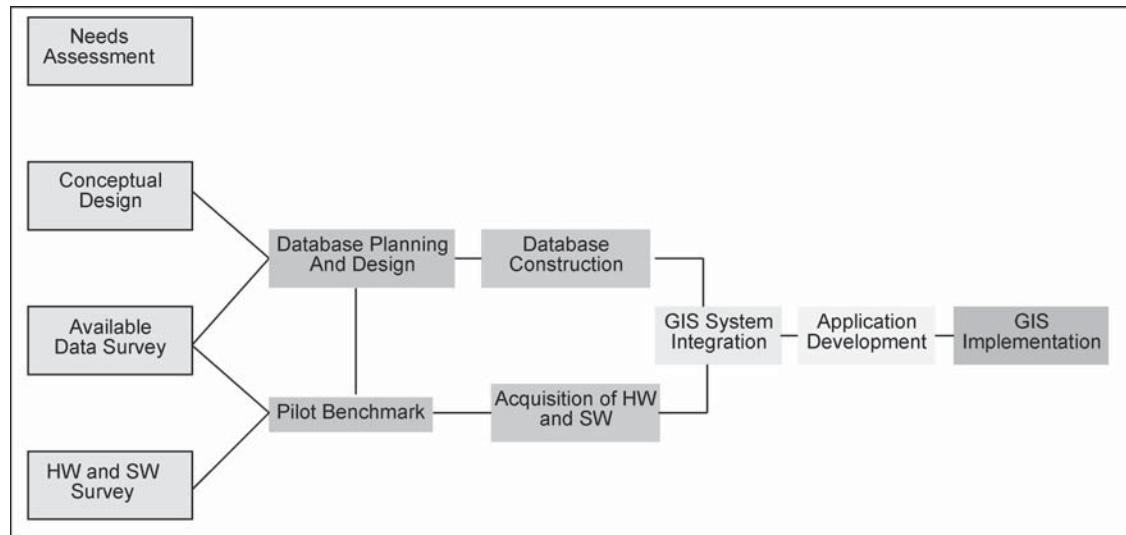 Needs
Assessment
Conceptual
Design
Database Planning
And Design
Database
Construction
Available
Data Survey
GIS System
Integration
Application
Development
GIS
Implementation
Pilot Benchmark
Acquisition of HW
and SW
HW and SW
Survey